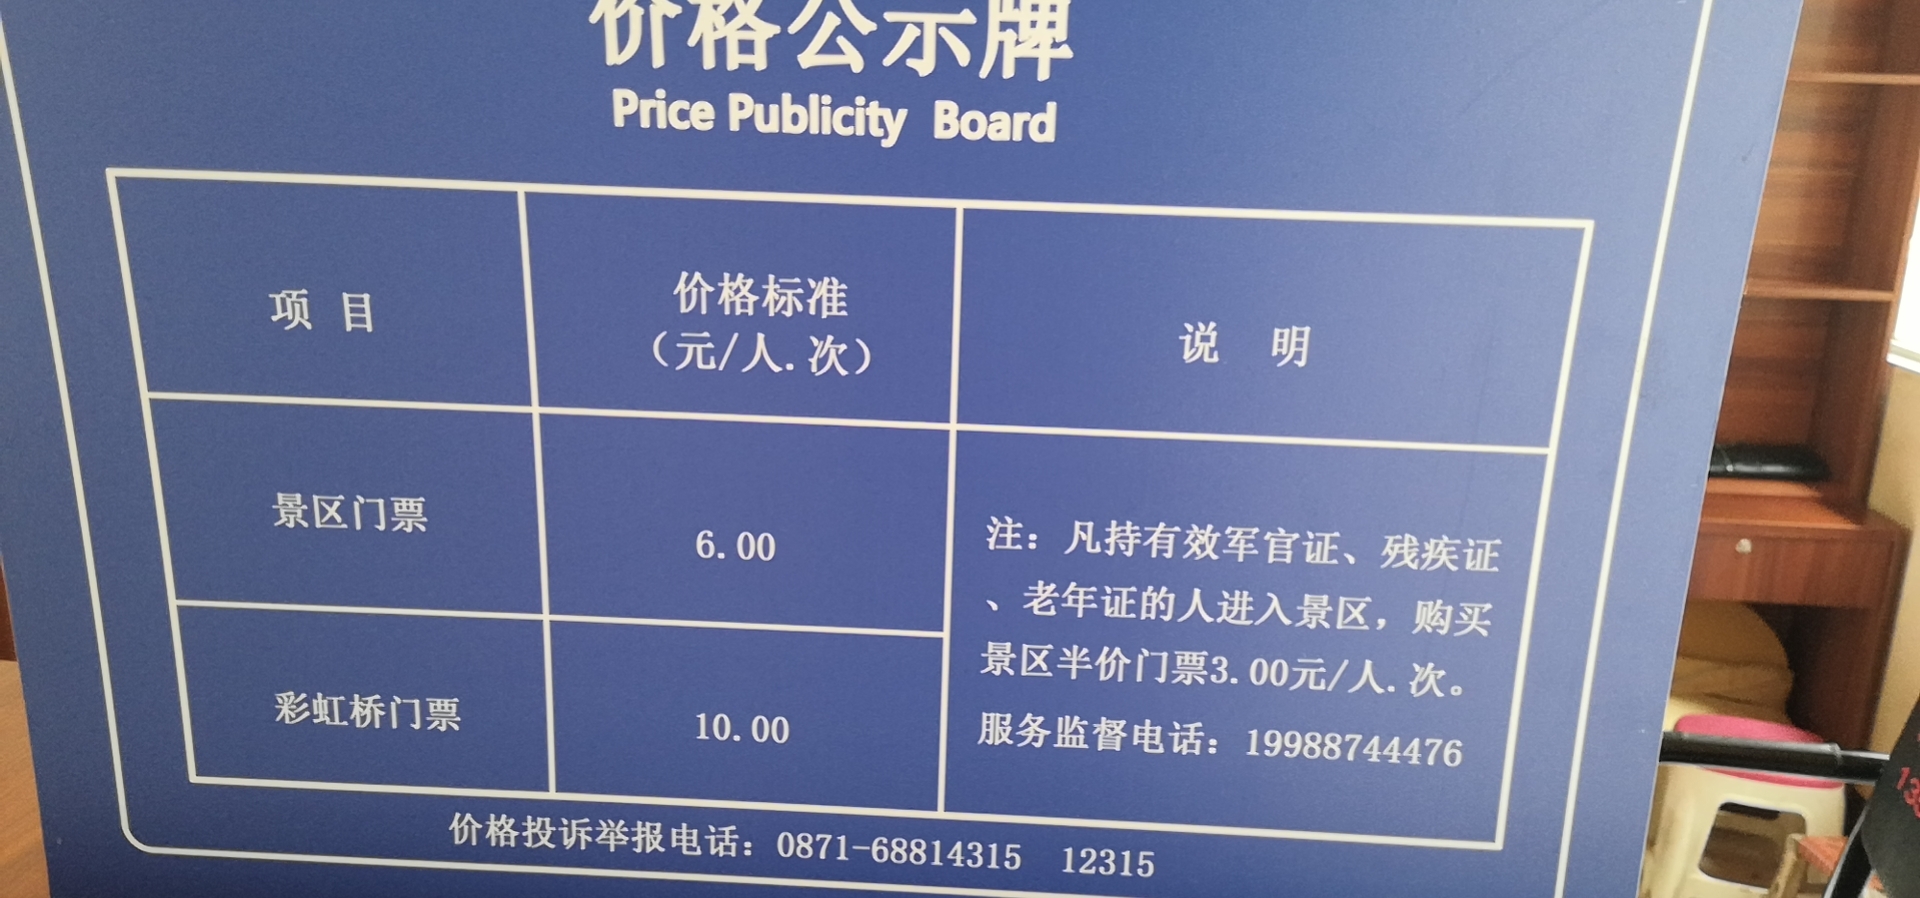 价格公示牌
Price Publicity Board
项 目
价格标准
（元/人.次）
说 明
景区门票
6.00
彩虹桥门票
10.00
注：凡持有效军官证、残疾证
、老年证的人进入景区，购买
景区半价门票3.00元/人.次。
服务监督电话：19988744476
价格投诉举报电话：0871-68814315 12315